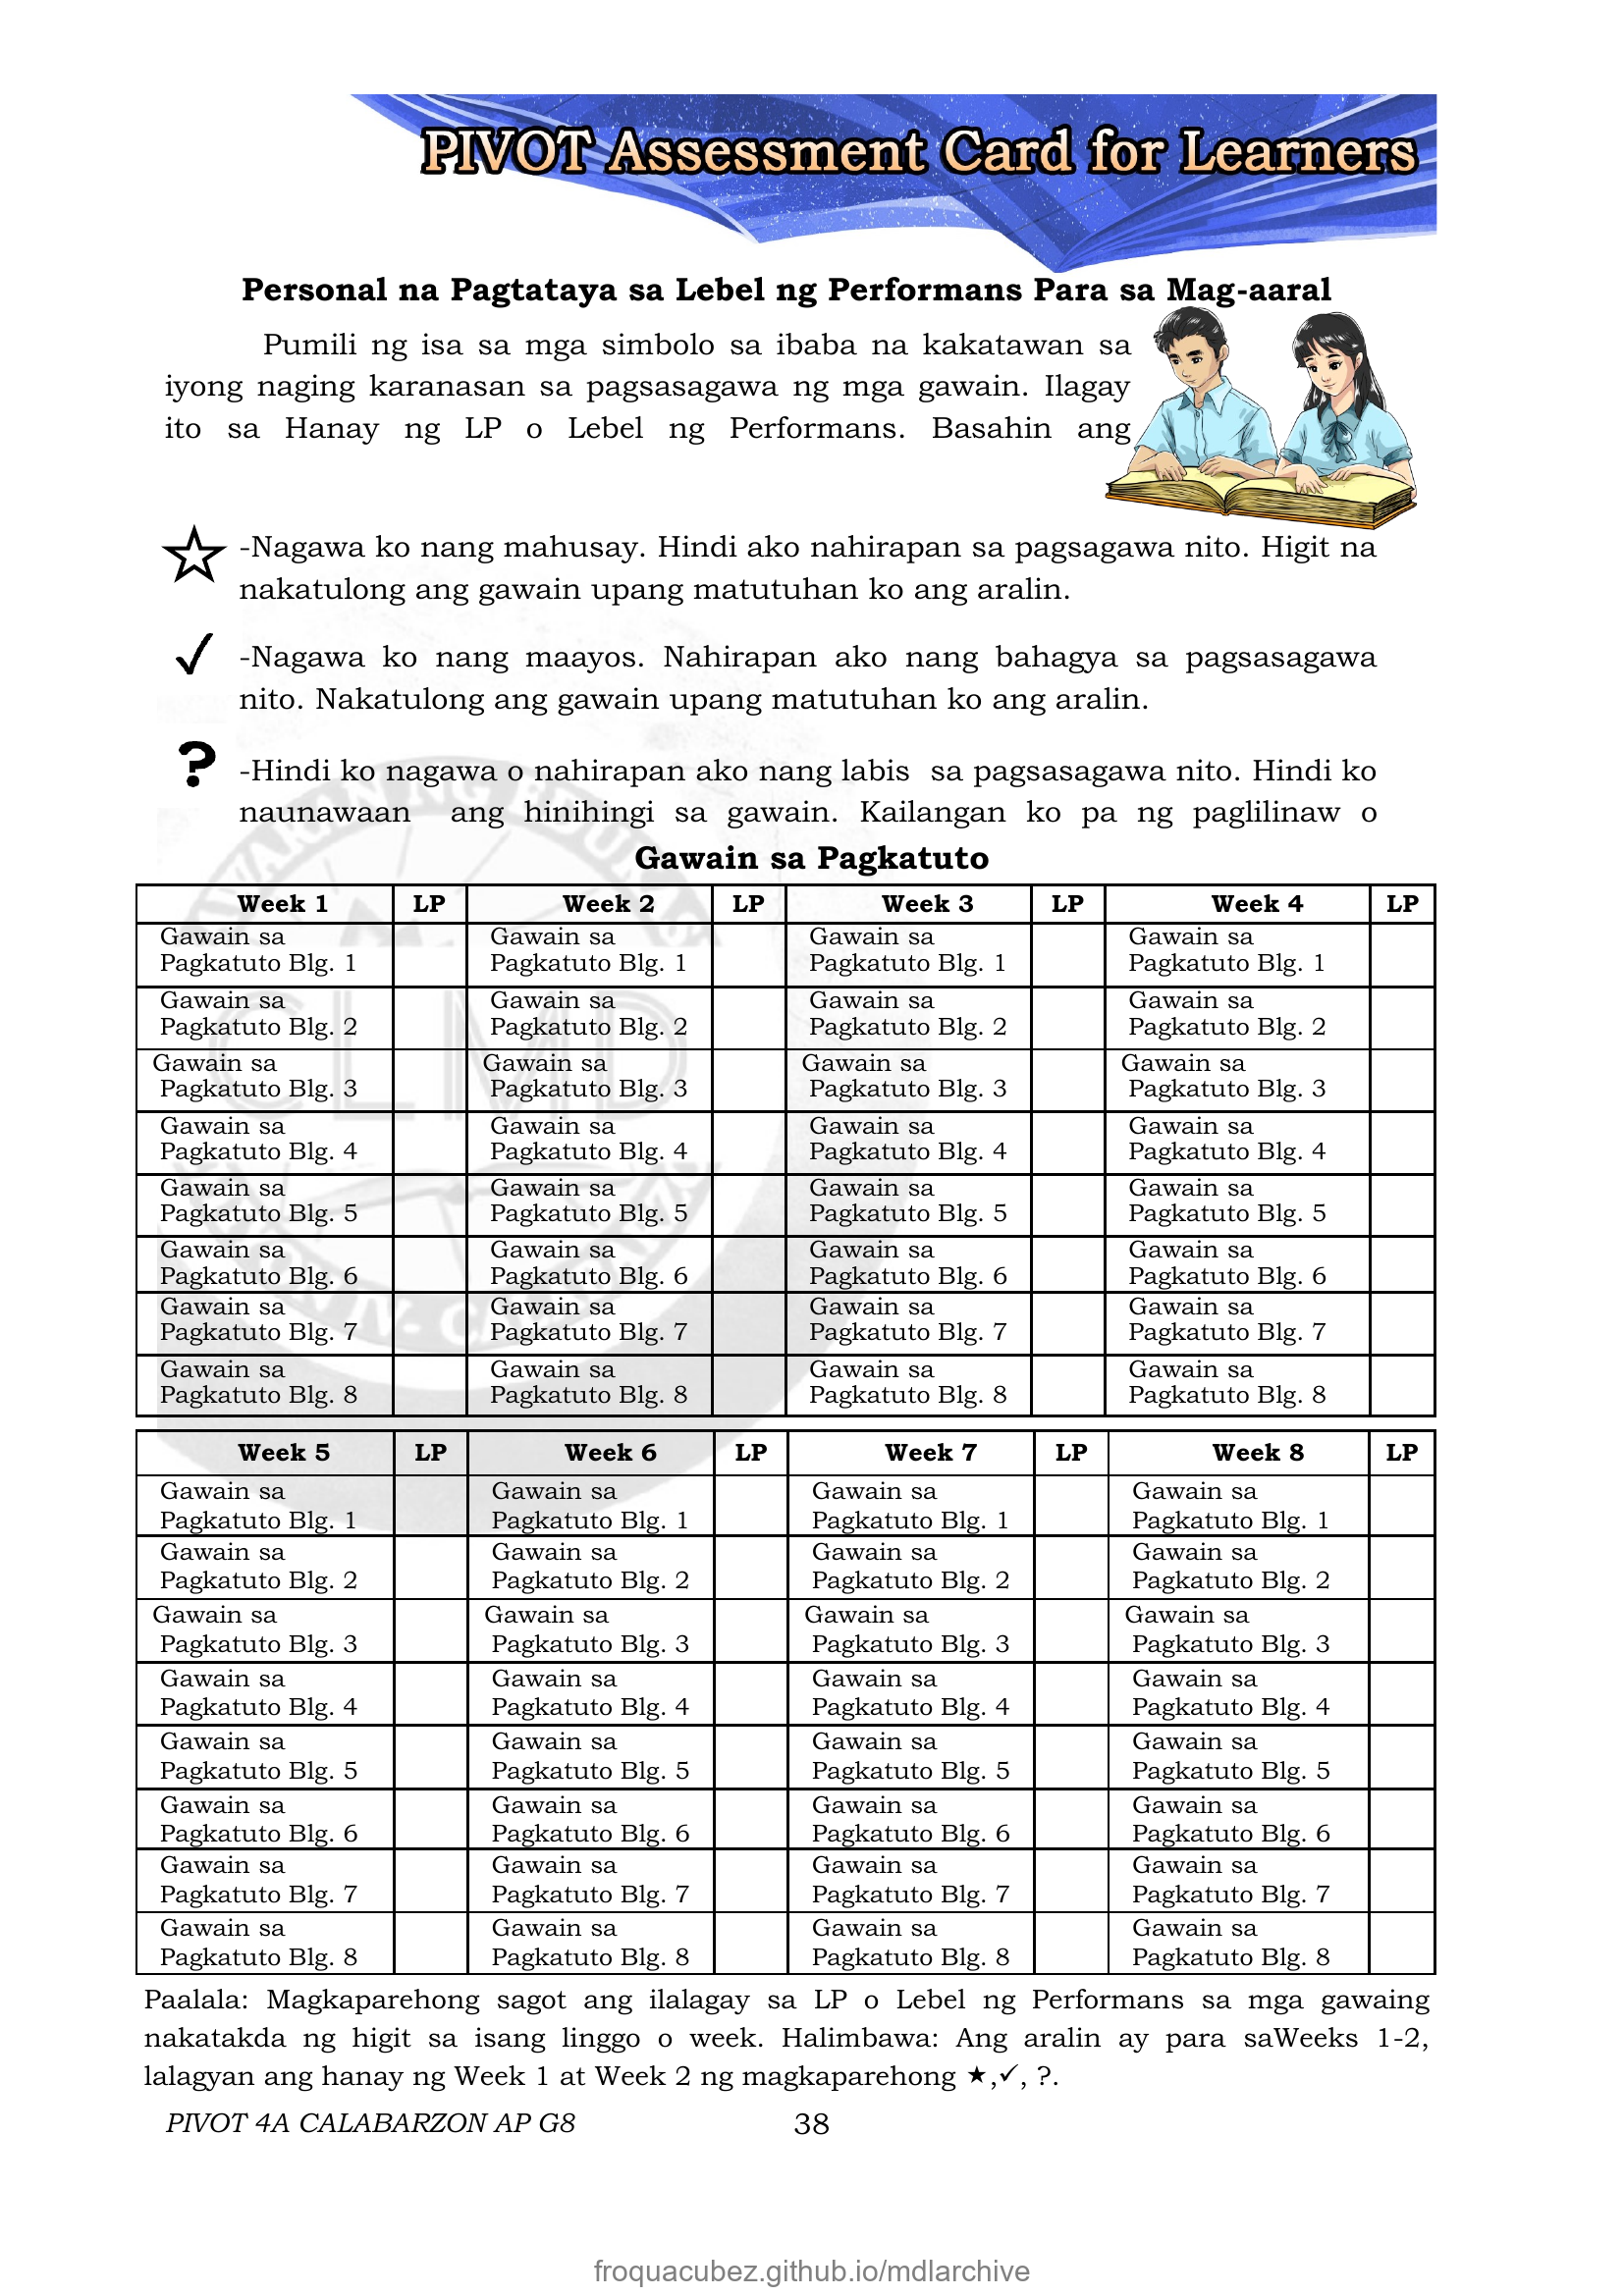 PIVOT Assessment Card for Learners
Personal na Pagtataya sa Lebel ng Performans Para sa Mag-aaral
Pumili ng isa sa mga simbolo sa ibaba na kakatawan sa
iyong naging karanasan sa pagsasagawa ng mga gawain. Ilagay
ito sa Hanay ng LP o Lebel ng Performans. Basahin ang
☆ -Nagawa ko nang mahusay. Hindi ako nahirapan sa pagsagawa nito. Higit na
nakatulong ang gawain upang matutuhan ko ang aralin.
✓ -Nagawa ko nang maayos. Nahirapan ako nang bahagya sa pagsasagawa
nito. Nakatulong ang gawain upang matutuhan ko ang aralin.
? -Hindi ko nagawa o nahirapan ako nang labis sa pagsasagawa nito. Hindi ko
naunawaan ang hinihingi sa gawain. Kailangan ko pa ng paglilinaw o
Gawain sa Pagkatuto
Week 1 LP Week 2 LP Week 3 LP Week 4 LP
Gawain sa Gawain sa Gawain sa Gawain sa
Pagkatuto Blg. 1 Pagkatuto Blg. 1 Pagkatuto Blg. 1 Pagkatuto Blg. 1
Gawain sa Gawain sa Gawain sa Gawain sa
Pagkatuto Blg. 2 Pagkatuto Blg. 2 Pagkatuto Blg. 2 Pagkatuto Blg. 2
Gawain sa Gawain sa Gawain sa Gawain sa
Pagkatuto Blg. 3 Pagkatuto Blg. 3 Pagkatuto Blg. 3 Pagkatuto Blg. 3
Gawain sa Gawain sa Gawain sa Gawain sa
Pagkatuto Blg. 4 Pagkatuto Blg. 4 Pagkatuto Blg. 4 Pagkatuto Blg. 4
Gawain sa Gawain sa Gawain sa Gawain sa
Pagkatuto Blg. 5 Pagkatuto Blg. 5 Pagkatuto Blg. 5 Pagkatuto Blg. 5
Gawain sa Gawain sa Gawain sa Gawain sa
Pagkatuto Blg. 6 Pagkatuto Blg. 6 Pagkatuto Blg. 6 Pagkatuto Blg. 6
Gawain sa Gawain sa Gawain sa Gawain sa
Pagkatuto Blg. 7 Pagkatuto Blg. 7 Pagkatuto Blg. 7 Pagkatuto Blg. 7
Gawain sa Gawain sa Gawain sa Gawain sa
Pagkatuto Blg. 8 Pagkatuto Blg. 8 Pagkatuto Blg. 8 Pagkatuto Blg. 8
Week 5 LP Week 6 LP Week 7 LP Week 8 LP
Gawain sa Gawain sa Gawain sa Gawain sa
Pagkatuto Blg. 1 Pagkatuto Blg. 1 Pagkatuto Blg. 1 Pagkatuto Blg. 1
Gawain sa Gawain sa Gawain sa Gawain sa
Pagkatuto Blg. 2 Pagkatuto Blg. 2 Pagkatuto Blg. 2 Pagkatuto Blg. 2
Gawain sa Gawain sa Gawain sa Gawain sa
Pagkatuto Blg. 3 Pagkatuto Blg. 3 Pagkatuto Blg. 3 Pagkatuto Blg. 3
Gawain sa Gawain sa Gawain sa Gawain sa
Pagkatuto Blg. 4 Pagkatuto Blg. 4 Pagkatuto Blg. 4 Pagkatuto Blg. 4
Gawain sa Gawain sa Gawain sa Gawain sa
Pagkatuto Blg. 5 Pagkatuto Blg. 5 Pagkatuto Blg. 5 Pagkatuto Blg. 5
Gawain sa Gawain sa Gawain sa Gawain sa
Pagkatuto Blg. 6 Pagkatuto Blg. 6 Pagkatuto Blg. 6 Pagkatuto Blg. 6
Gawain sa Gawain sa Gawain sa Gawain sa
Pagkatuto Blg. 7 Pagkatuto Blg. 7 Pagkatuto Blg. 7 Pagkatuto Blg. 7
Gawain sa Gawain sa Gawain sa Gawain sa
Pagkatuto Blg. 8 Pagkatuto Blg. 8 Pagkatuto Blg. 8 Pagkatuto Blg. 8
Paalala: Magkaparehong sagot ang ilalagay sa LP o Lebel ng Performans sa mga gawaing
nakatakda ng higit sa isang linggo o week. Halimbawa: Ang aralin ay para saWeeks 1-2,
lalagyan ang hanay ng Week 1 at Week 2 ng magkaparehong ★,✓, ?.
PIVOT 4A CALABARZON AP G8 38
CLMD
froquacubez.github.io/mdlarchive